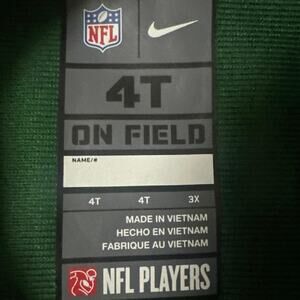 NFL
4T
ON FIELD
NAME/#
4T 4T 3X
MADE IN VIETNAM
HECHO EN VIETNAM
FABRIQUE AU VIETNAM
NFL PLAYERS